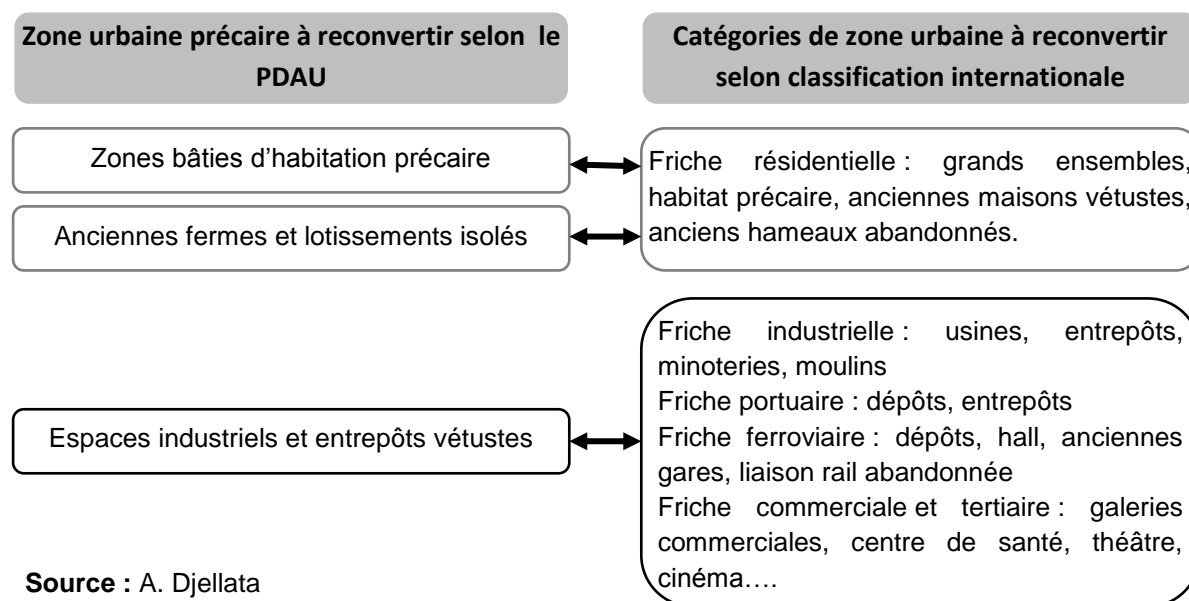 Zone urbaine précaire à reconvertir selon le
PDAU
Catégories de zone urbaine à reconvertir
selon classification internationale
Zones bâties d’habitation précaire
Anciennes fermes et lotissements isolés
Friche résidentielle : grands ensembles,
habitat précaire, anciennes maisons vétustes,
anciens hameaux abandonnés.
Espaces industriels et entrepôts vétustes
Friche industrielle : usines, entrepôts,
minoteries, moulins
Friche portuaire : dépôts, entrepôts
Friche ferroviaire : dépôts, hall, anciennes
gares, liaison rail abandonnée
Friche commerciale et tertiaire : galeries
commerciales, centre de santé, théâtre,
cinéma….
Source : A. Djellata